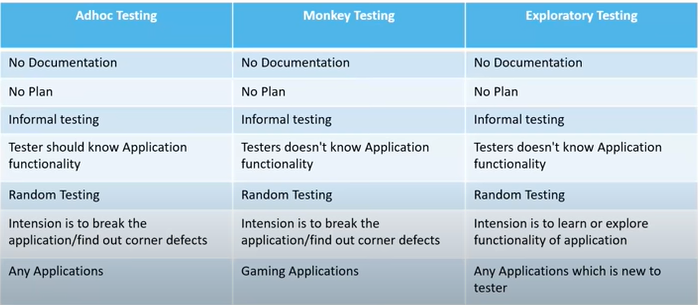 Adhoc Testing Monkey Testing Exploratory Testing
No Documentation No Documentation No Documentation
No Plan No Plan No Plan
Informal testing Informal testing Informal testing
Tester should know Application Testers doesn't know Application Testers doesn't know Application
functionality functionality functionality
Random Testing Random Testing Random Testing
Intension is to break the Intension is to break the Intension is to learn or explore
application/find out corner defects application/find out corner defects functionality of application
Any Applications Gaming Applications Any Applications which is new to
tester